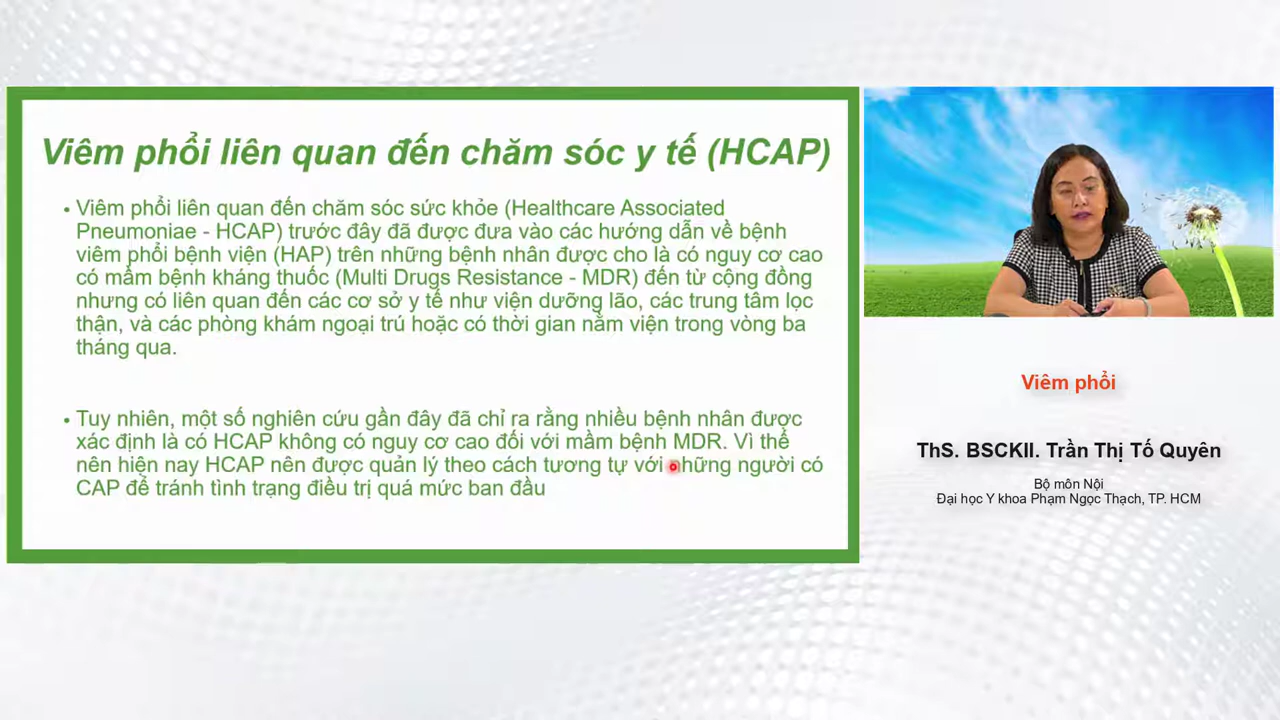 Viêm phổi liên quan đến chăm sóc y tế (HCAP)
• Viêm phổi liên quan đến chăm sóc sức khỏe (Healthcare Associated
Pneumoniae - HCAP) trước đây đã được đưa vào các hướng dẫn về bệnh
viêm phổi bệnh viện (HAP) trên những bệnh nhân được cho là có nguy cơ cao
có mầm bệnh kháng thuốc (Multi Drugs Resistance - MDR) đến từ cộng đồng
nhưng có liên quan đến các cơ sở y tế như viện dưỡng lão, các trung tâm lọc
thận, và các phòng khám ngoại trú hoặc có thời gian nằm viện trong vòng ba
tháng qua.
• Tuy nhiên, một số nghiên cứu gần đây đã chỉ ra rằng nhiều bệnh nhân được
xác định là có HCAP không có nguy cơ cao đối với mầm bệnh MDR. Vì thế
nên hiện nay HCAP nên được quản lý theo cách tương tự với những người có
CAP để tránh tình trạng điều trị quá mức ban đầu
Viêm phổi
ThS. BSCKII. Trần Thị Tố Quyên
Bộ môn Nội
Đại học Y khoa Phạm Ngọc Thạch, TP. HCM